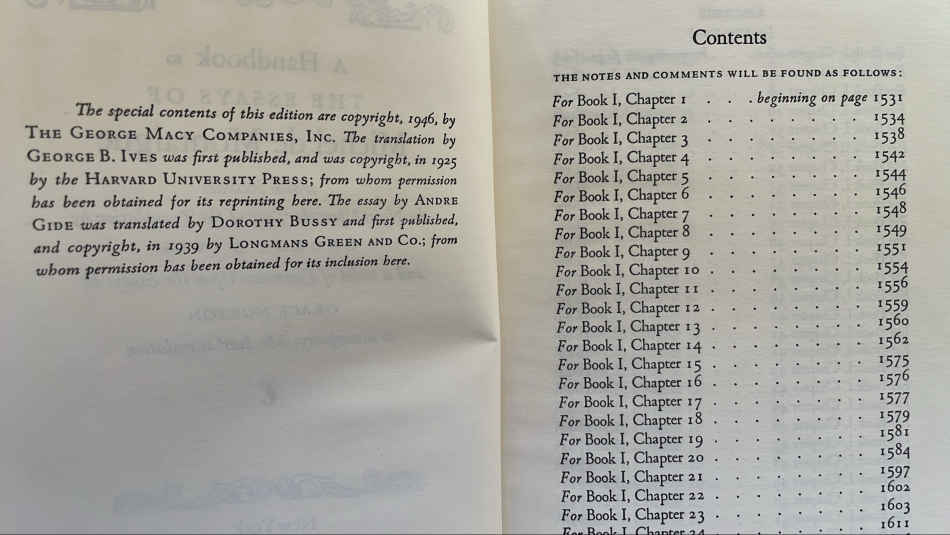 The special contents of this edition are copyright, 1946, by
THE GEORGE MACY COMPANIES, INC. The translation by
GEORGE B. IVES was first published, and was copyright, in 1925
by the HARVARD UNIVERSITY PRESS; from whom permission
has been obtained for its reprinting here. The essay by ANDRE
GIDE was translated by DOROTHY BUSSY and first published,
and copyright, in 1939 by LONGMANS GREEN AND CO.; from
whom permission has been obtained for its inclusion here.
Contents
THE NOTES AND COMMENTS WILL BE FOUND AS FOLLOWS:
For Book I, Chapter 1 . . . beginning on page 1531
For Book I, Chapter 2 . . . . . . . . 1534
For Book I, Chapter 3 . . . . . . . . 1538
For Book I, Chapter 4 . . . . . . . . 1542
For Book I, Chapter 5 . . . . . . . . 1544
For Book I, Chapter 6 . . . . . . . . 1546
For Book I, Chapter 7 . . . . . . . . 1548
For Book I, Chapter 8 . . . . . . . . 1549
For Book I, Chapter 9 . . . . . . . . 1551
For Book I, Chapter 10 . . . . . . . . 1554
For Book I, Chapter 11 . . . . . . . . 1556
For Book I, Chapter 12 . . . . . . . . 1559
For Book I, Chapter 13 . . . . . . . . 1560
For Book I, Chapter 14 . . . . . . . . 1562
For Book I, Chapter 15 . . . . . . . . 1575
For Book I, Chapter 16 . . . . . . . . 1576
For Book I, Chapter 17 . . . . . . . . 1577
For Book I, Chapter 18 . . . . . . . . 1579
For Book I, Chapter 19 . . . . . . . . 1581
For Book I, Chapter 20 . . . . . . . . 1584
For Book I, Chapter 21 . . . . . . . . 1597
For Book I, Chapter 22 . . . . . . . . 1602
For Book I, Chapter 23 . . . . . . . . 1603
For Book I, Chapter 24 . . . . . . . . 1611